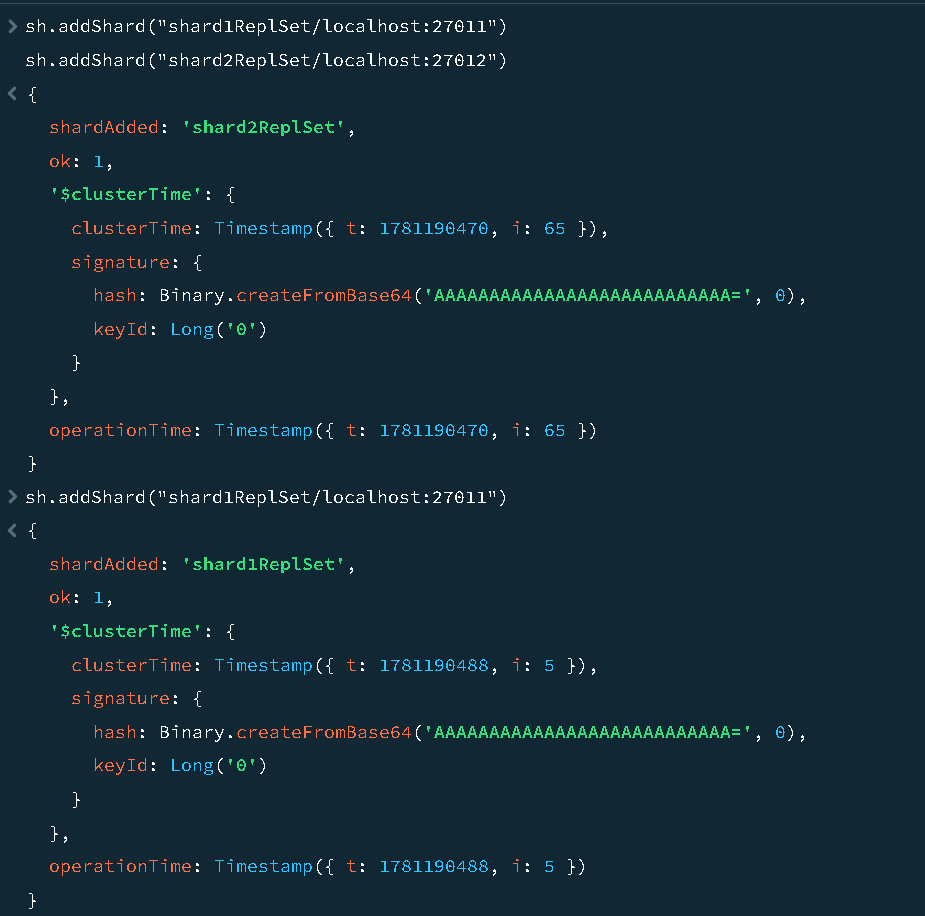 > sh.addShard("shard1ReplSet/localhost:27011")
  sh.addShard("shard2ReplSet/localhost:27012")
< {
    shardAdded: 'shard2ReplSet',
    ok: 1,
    '$clusterTime': {
      clusterTime: Timestamp({ t: 1781190470, i: 65 }),
      signature: {
        hash: Binary.createFromBase64('AAAAAAAAAAAAAAAAAAAAAAAAAAA=', 0),
        keyId: Long('0')
      }
    },
    operationTime: Timestamp({ t: 1781190470, i: 65 })
  }
> sh.addShard("shard1ReplSet/localhost:27011")
< {
    shardAdded: 'shard1ReplSet',
    ok: 1,
    '$clusterTime': {
      clusterTime: Timestamp({ t: 1781190488, i: 5 }),
      signature: {
        hash: Binary.createFromBase64('AAAAAAAAAAAAAAAAAAAAAAAAAAA=', 0),
        keyId: Long('0')
      }
    },
    operationTime: Timestamp({ t: 1781190488, i: 5 })
  }